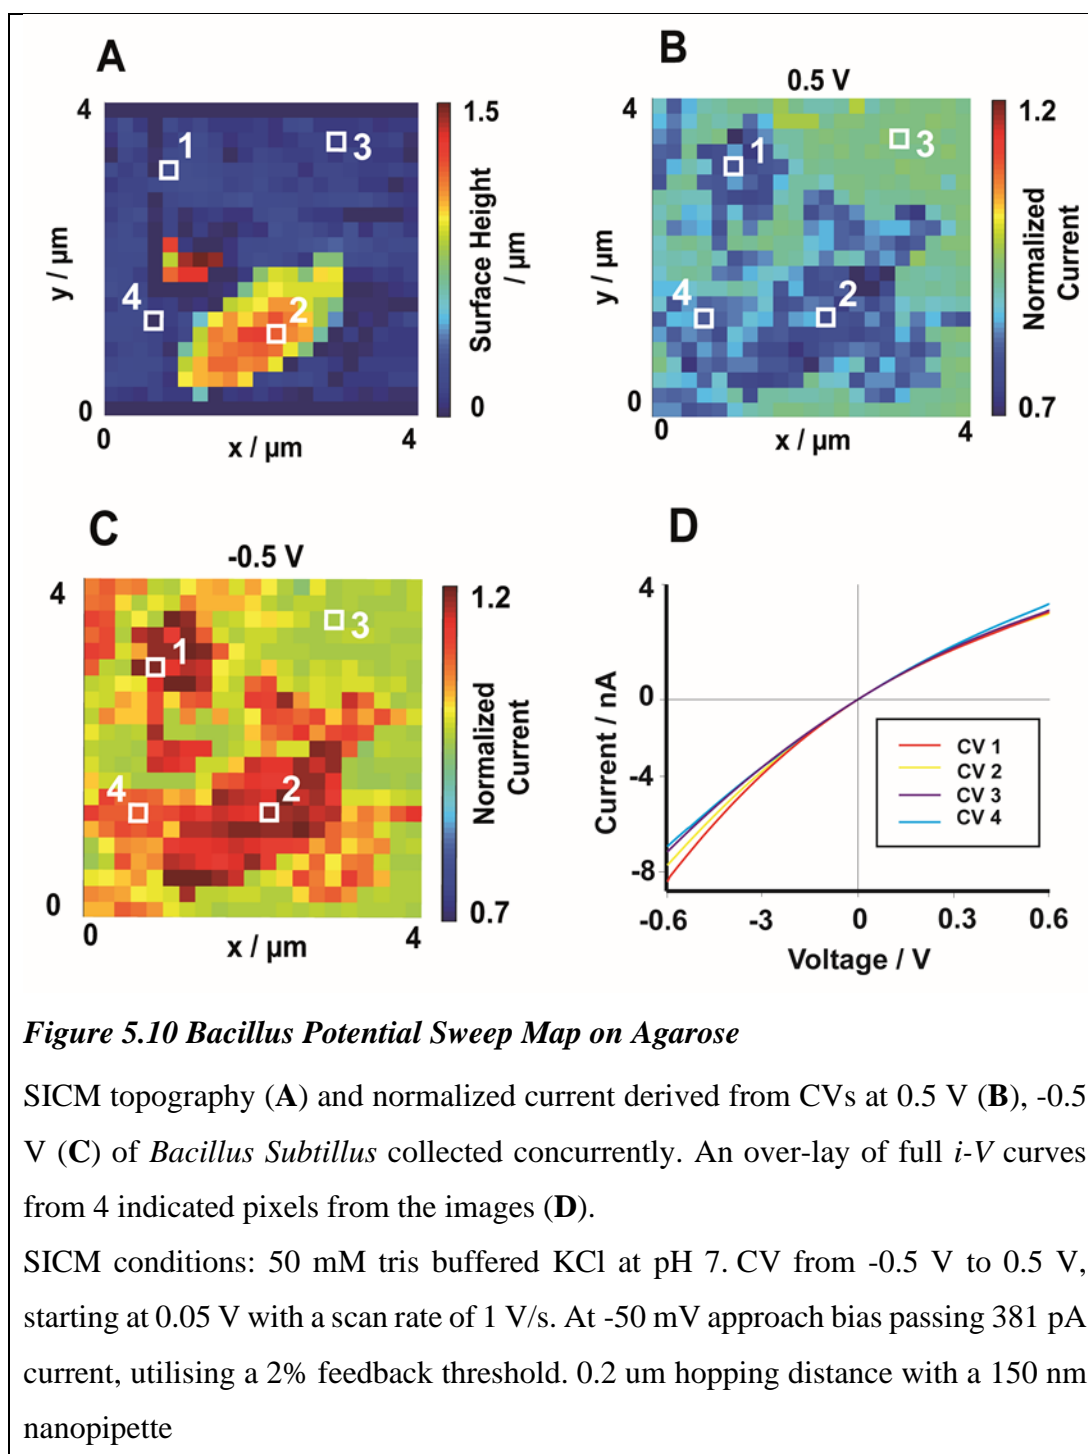 A
4
y / µm
0
0
x / µm
4
1
2
3
4
1.5
Surface Height
/ µm
0
B
0.5 V
4
y / µm
0
0
x / µm
4
1
2
3
4
1.2
Normalized
Current
0.7
C
-0.5 V
4
0
0
x / µm
4
1
2
3
4
1.2
Normalized
Current
0.7
D
4
0
-4
-8
Current / nA
-0.6
-3
0
0.3
0.6
Voltage / V
CV 1
CV 2
CV 3
CV 4
Figure 5.10 Bacillus Potential Sweep Map on Agarose
SICM topography (A) and normalized current derived from CVs at 0.5 V (B), -0.5
V (C) of Bacillus Subtillus collected concurrently. An over-lay of full i-V curves
from 4 indicated pixels from the images (D).
SICM conditions: 50 mM tris buffered KCl at pH 7. CV from -0.5 V to 0.5 V,
starting at 0.05 V with a scan rate of 1 V/s. At -50 mV approach bias passing 381 pA
current, utilising a 2% feedback threshold. 0.2 um hopping distance with a 150 nm
nanopipette